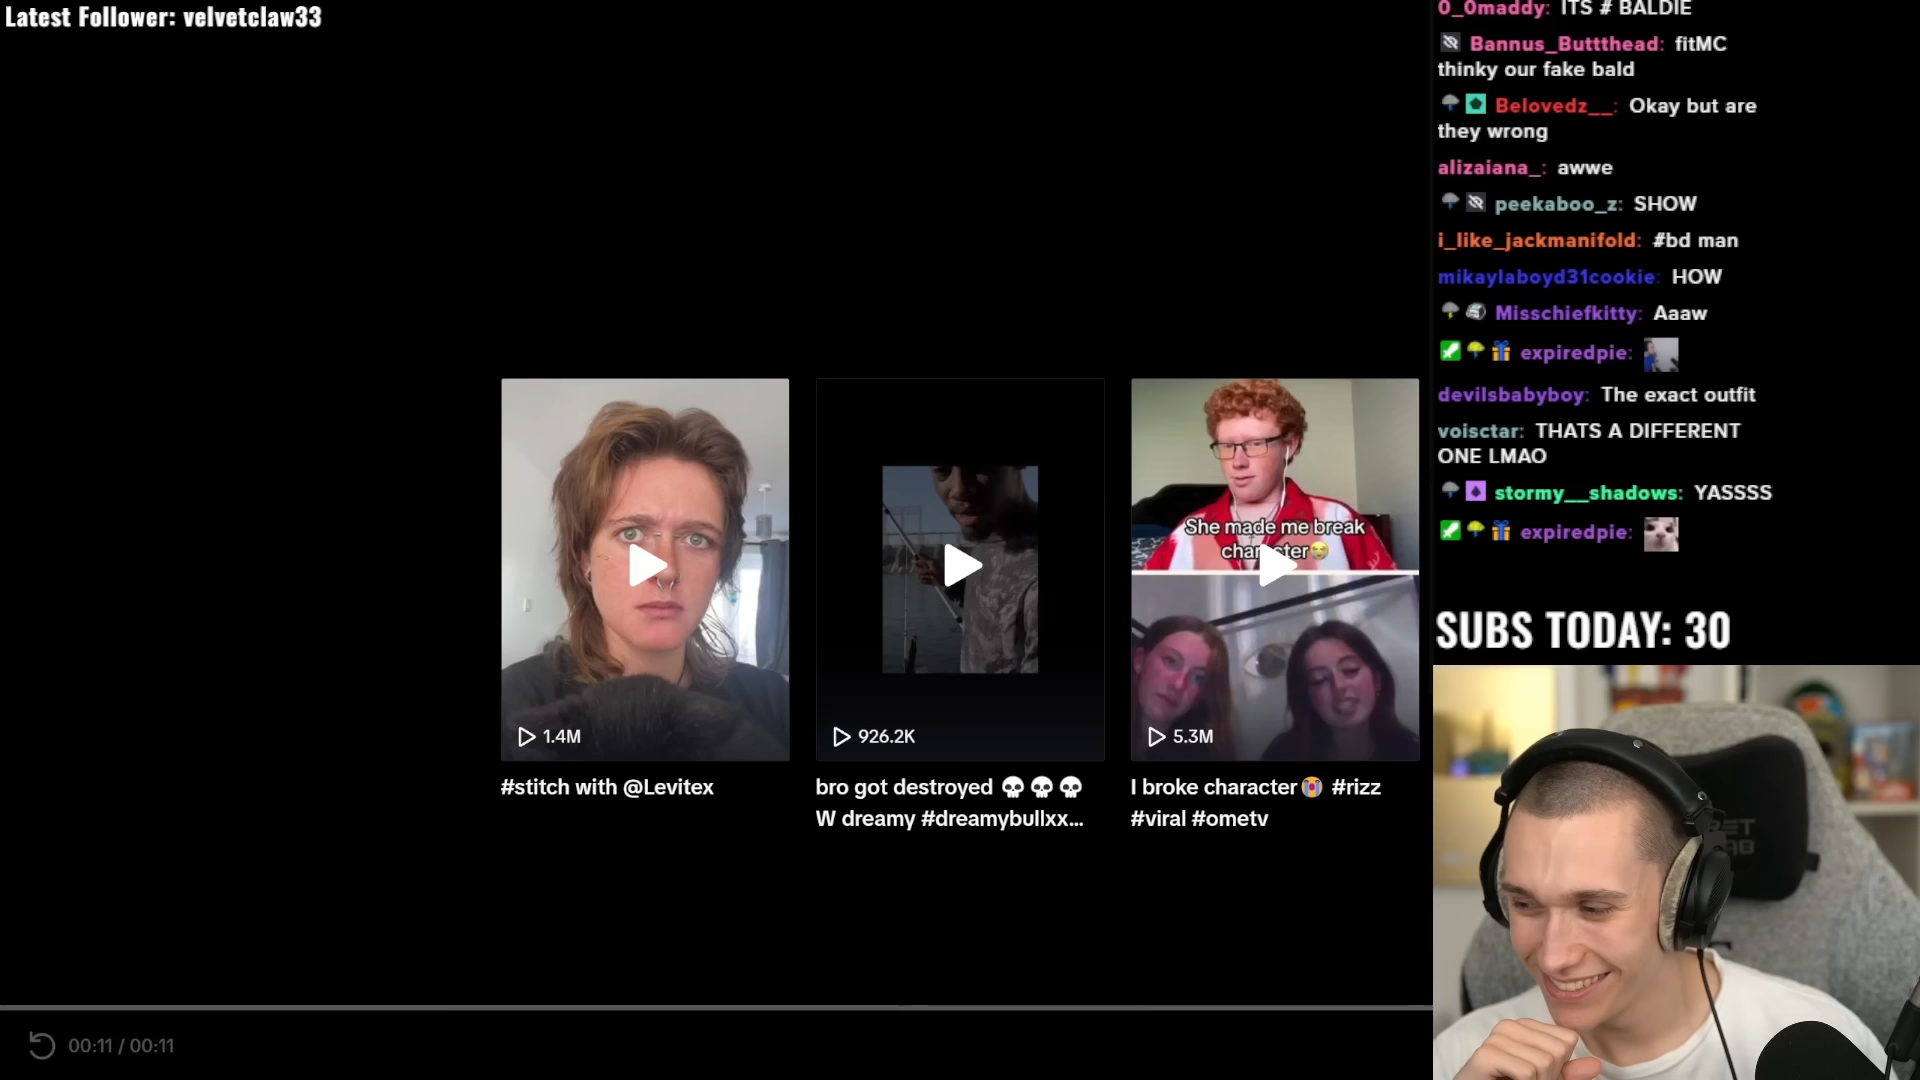 Latest Follower: velvetclaw33
0_0maddy: ITS # BALDIE
Bannus_Buttthead: fitMC
thinky our fake bald
Belovedz__: Okay but are
they wrong
alizaiana_: awwe
peekaboo_z: SHOW
i_like_jackmanifold: #bd man
mikaylaboyd31cookie: HOW
Misschiefkitty: Aaaw
expiredpie:
devilsbabyboy: The exact outfit
voisctar: THATS A DIFFERENT
ONE LMAO
stormy__shadows: YASSSS
expiredpie:
SUBS TODAY: 30
She made me break
character😭
1.4M
926.2K
5.3M
#stitch with @Levitex
bro got destroyed 💀💀💀
W dreamy #dreamybullxx...
I broke character😭 #rizz
#viral #ometv
00:11 / 00:11